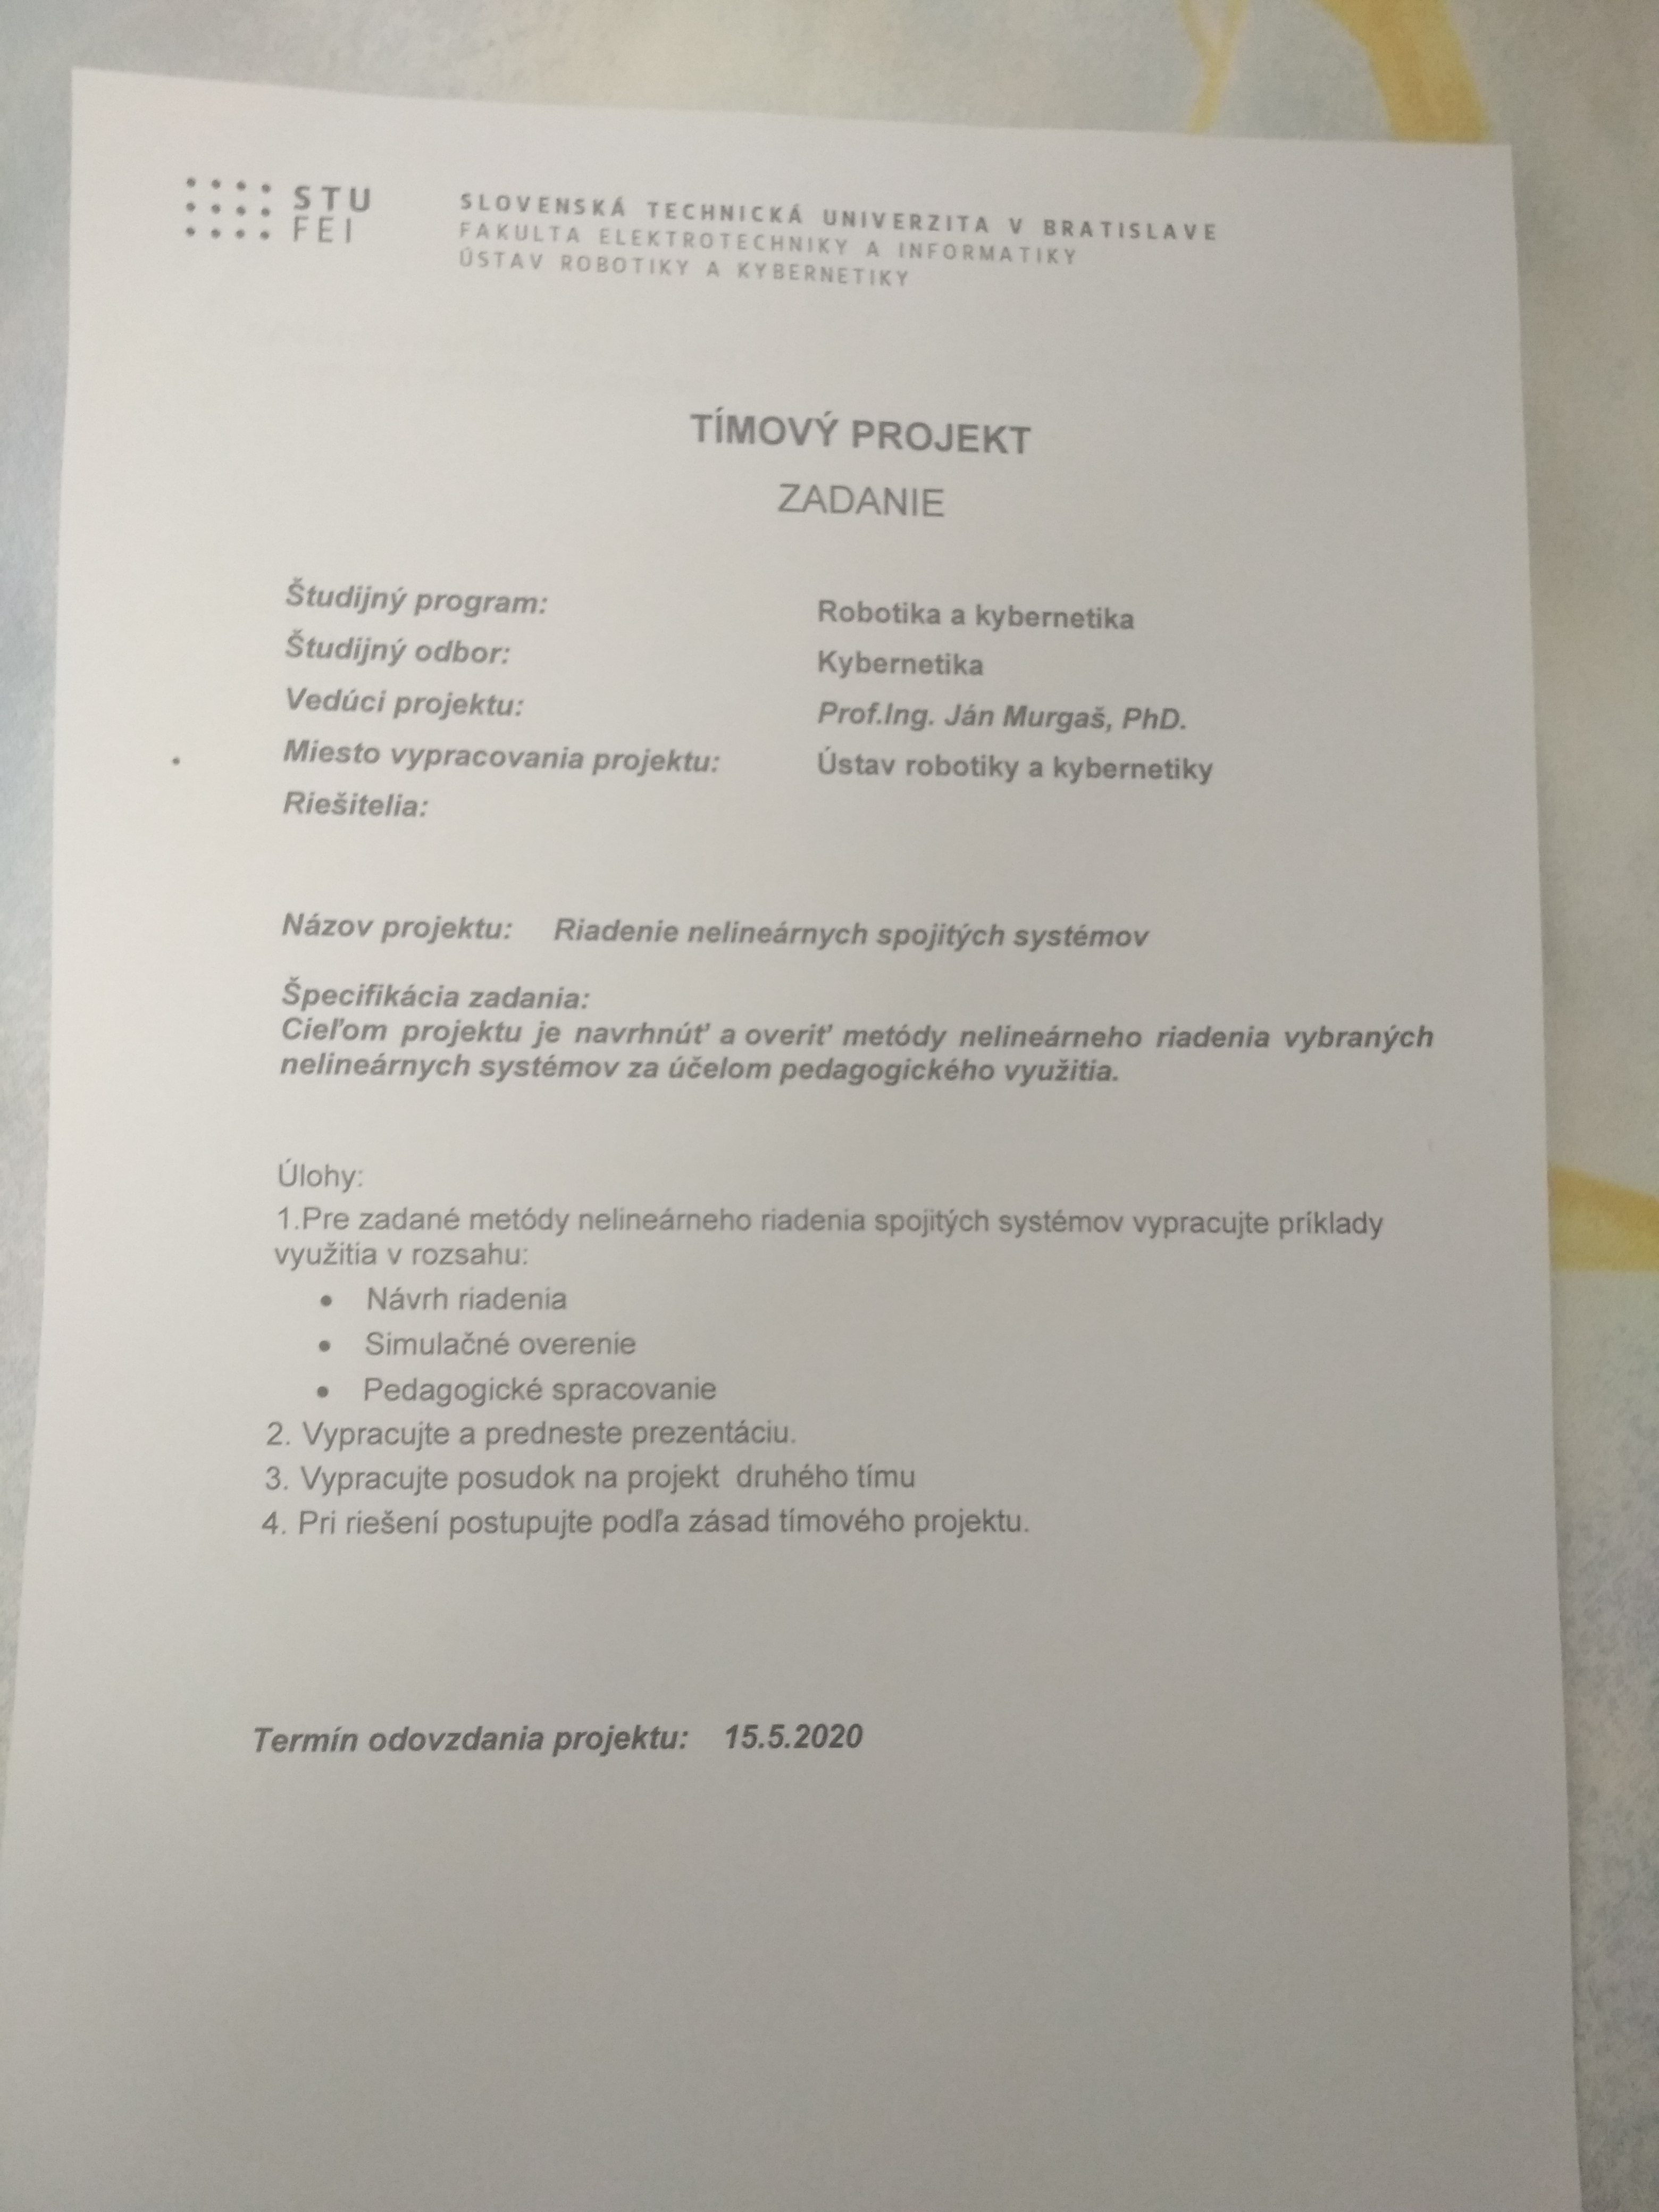 STU
FEI
SLOVENSKÁ TECHNICKÁ UNIVERZITA V BRATISLAVE
FAKULTA ELEKTROTECHNIKY A INFORMATIKY
ÚSTAV ROBOTIKY A KYBERNETIKY
TÍMOVÝ PROJEKT
ZADANIE
Študijný program: Robotika a kybernetika
Študijný odbor: Kybernetika
Vedúci projektu: Prof.Ing. Ján Murgaš, PhD.
Miesto vypracovania projektu: Ústav robotiky a kybernetiky
Riešitelia:
Názov projektu: Riadenie nelineárnych spojitých systémov
Špecifikácia zadania:
Cieľom projektu je navrhnúť a overiť metódy nelineárneho riadenia vybraných
nelineárnych systémov za účelom pedagogického využitia.
Úlohy:
1.Pre zadané metódy nelineárneho riadenia spojitých systémov vypracujte príklady
využitia v rozsahu:
• Návrh riadenia
• Simulačné overenie
• Pedagogické spracovanie
2. Vypracujte a predneste prezentáciu.
3. Vypracujte posudok na projekt druhého tímu
4. Pri riešení postupujte podľa zásad tímového projektu.
Termín odovzdania projektu: 15.5.2020